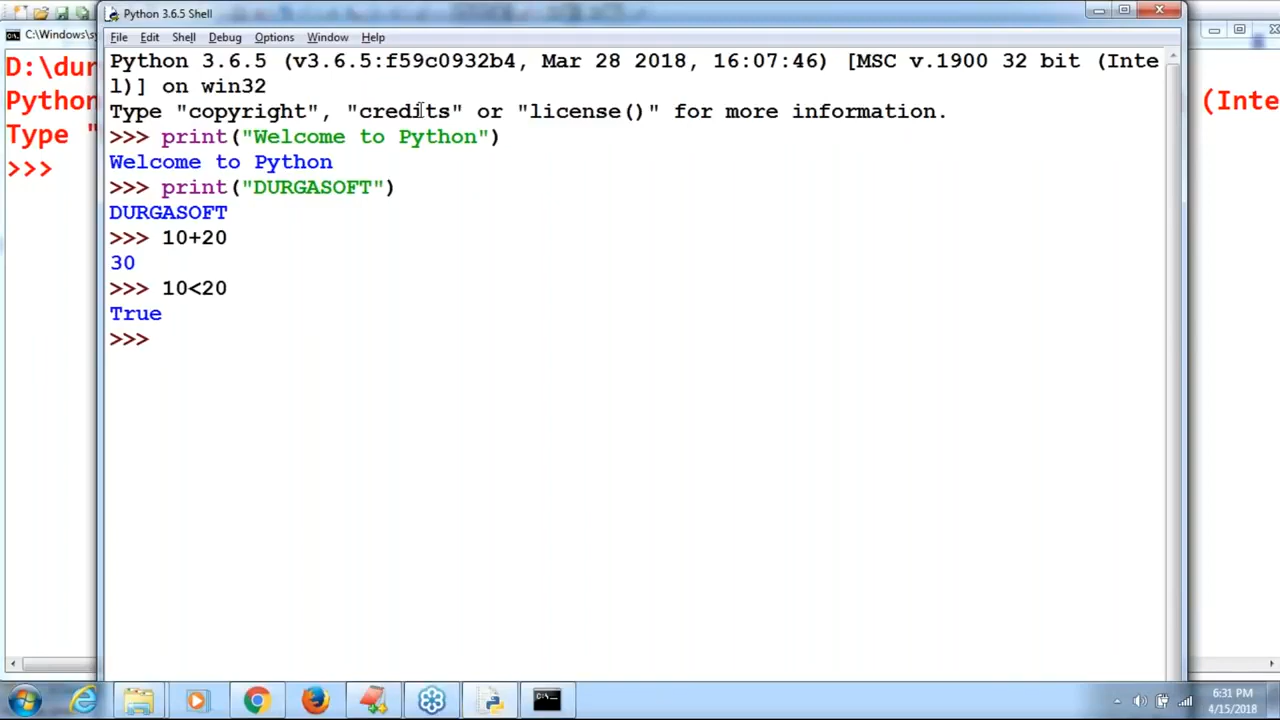 Python 3.6.5 Shell
C:\Windows\sy
File Edit Shell Debug Options Window Help
D:\dur
Python
Type "
>>>
(Inte
Python 3.6.5 (v3.6.5:f59c0932b4, Mar 28 2018, 16:07:46) [MSC v.1900 32 bit (Inte
l)] on win32
Type "copyright", "credits" or "license()" for more information.
>>> print("Welcome to Python")
Welcome to Python
>>> print("DURGASOFT")
DURGASOFT
>>> 10+20
30
>>> 10<20
True
>>>
6:31 PM
4/15/2018